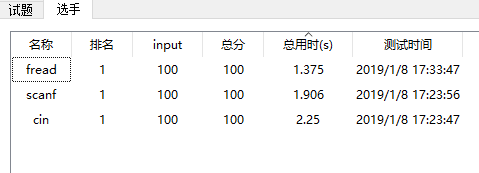 试题 选手
名称 排名 input 总分 总用时(s) 测试时间
fread 1 100 100 1.375 2019/1/8 17:33:47
scanf 1 100 100 1.906 2019/1/8 17:23:56
cin 1 100 100 2.25 2019/1/8 17:23:47